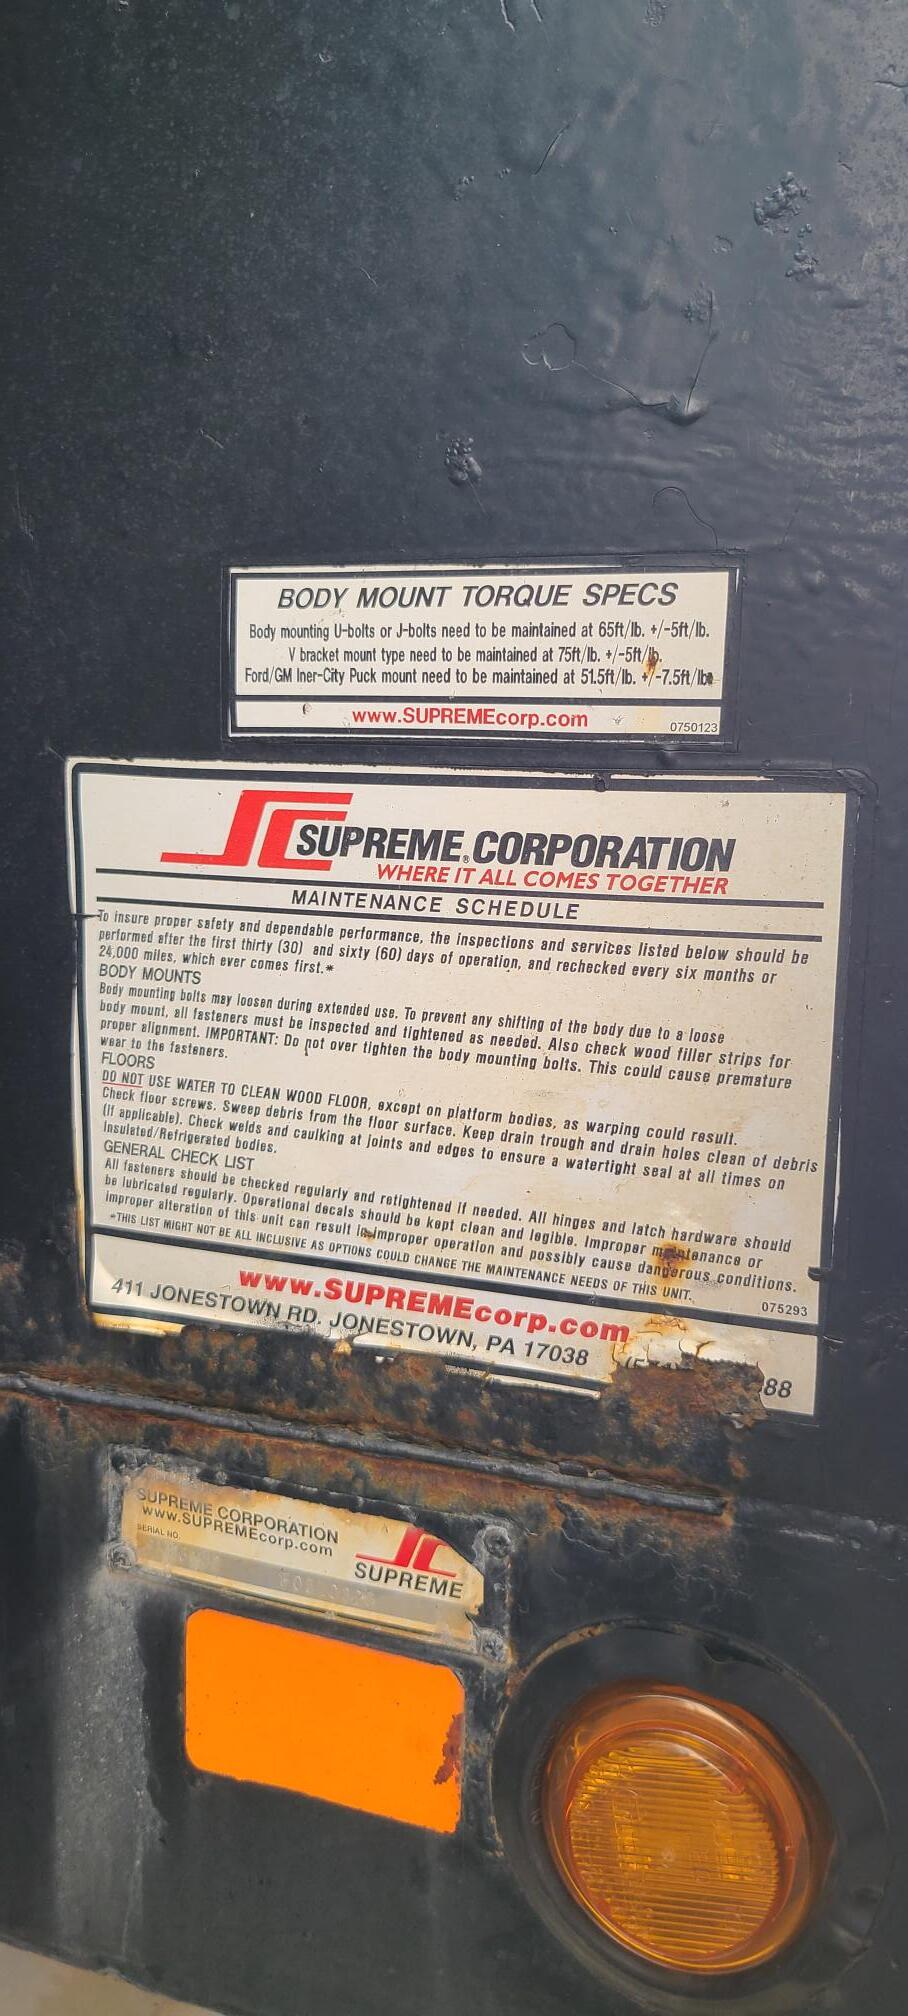 BODY MOUNT TORQUE SPECS
Body mounting U-bolts or J-bolts need to be maintained at 65ft/lb. +/-5ft/lb.
V bracket mount type need to be maintained at 75ft/lb. +/-5ft/lb.
Ford/GM Iner-City Puck mount need to be maintained at 51.5ft/lb. +/-7.5ft/lb.
www.SUPREMEcorp.com
0750123
SUPREME® CORPORATION
WHERE IT ALL COMES TOGETHER
MAINTENANCE SCHEDULE
To insure proper safety and dependable performance, the inspections and services listed below should be
performed after the first thirty (30) and sixty (60) days of operation, and rechecked every six months or
24,000 miles, which ever comes first.*
BODY MOUNTS
Body mounting bolts may loosen during extended use. To prevent any shifting of the body due to a loose
body mount, all fasteners must be inspected and tightened as needed. Also check wood filler strips for
proper alignment. IMPORTANT: Do not over tighten the body mounting bolts. This could cause premature
wear to the fasteners.
FLOORS
DO NOT USE WATER TO CLEAN WOOD FLOOR, except on platform bodies, as warping could result.
Check floor screws. Sweep debris from the floor surface. Keep drain trough and drain holes clean of debris
(If applicable). Check welds and caulking at joints and edges to ensure a watertight seal at all times on
Insulated/Refrigerated bodies.
GENERAL CHECK LIST
All fasteners should be checked regularly and retightened if needed. All hinges and latch hardware should
be lubricated regularly. Operational decals should be kept clean and legible. Improper maintenance or
improper alteration of this unit can result in improper operation and possibly cause dangerous conditions.
*THIS LIST MIGHT NOT BE ALL INCLUSIVE AS OPTIONS COULD CHANGE THE MAINTENANCE NEEDS OF THIS UNIT.
075293
www.SUPREMEcorp.com
411 JONESTOWN RD. JONESTOWN, PA 17038
88
SUPREME CORPORATION
www.SUPREMEcorp.com
SERIAL NO.
SUPREME